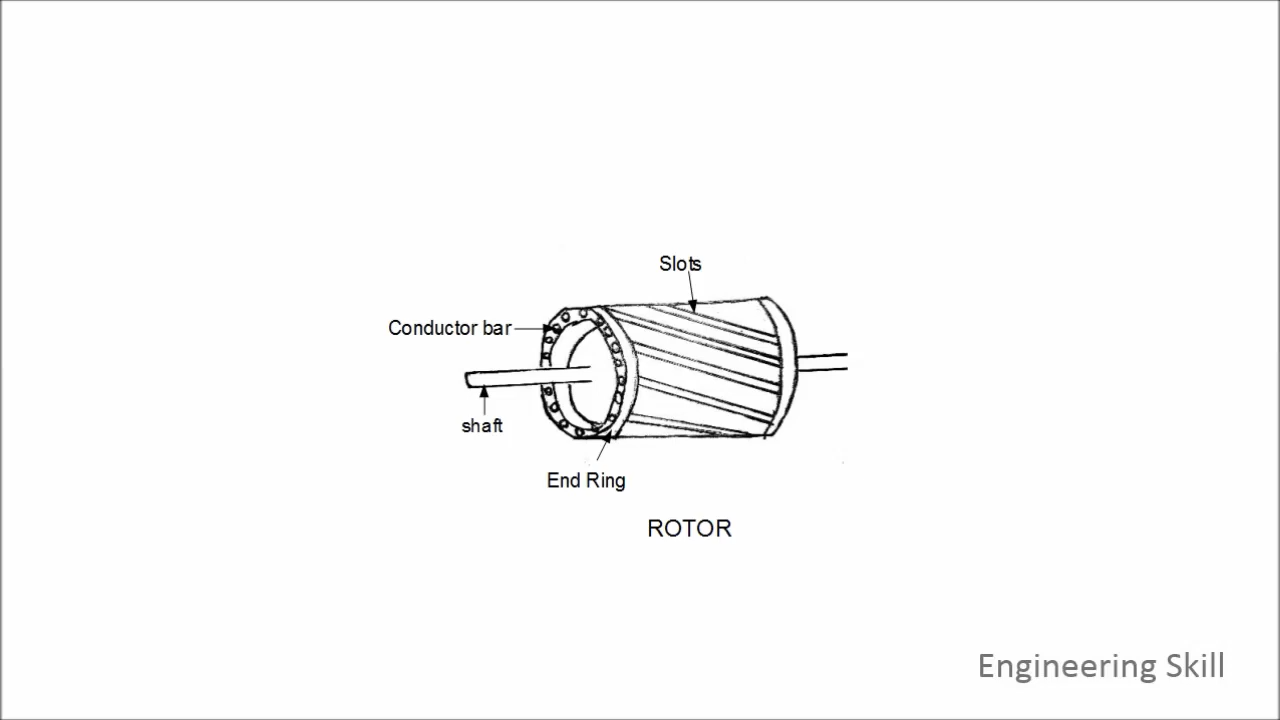 Slots
Conductor bar
shaft
End Ring
ROTOR
Engineering Skill